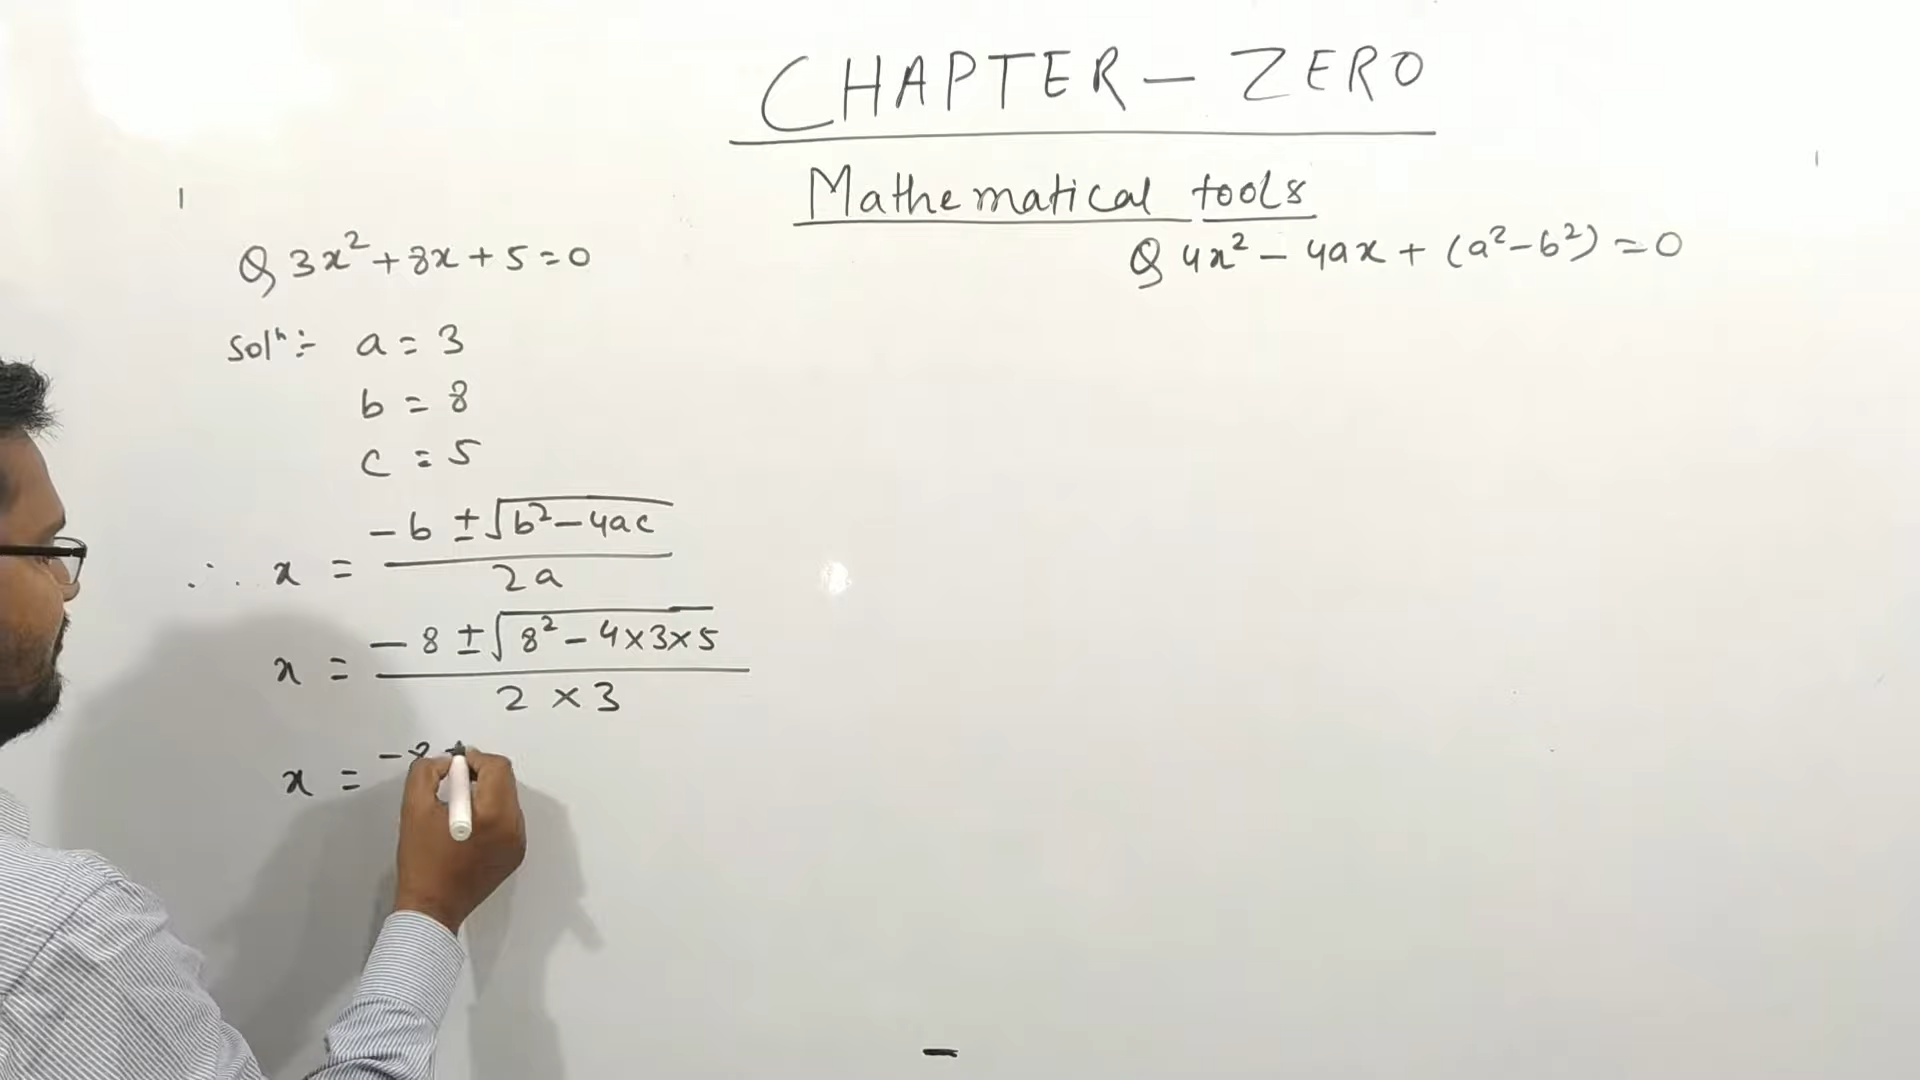 CHAPTER – ZERO
Mathematical tools
Q 3x² + 8x + 5 = 0
Solⁿ :- a = 3
b = 8
c = 5
∴ x = (-b ± √(b² – 4ac)) / 2a
x = (-8 ± √(8² – 4×3×5)) / (2 × 3)
x = -8
Q 4x² – 4ax + (a² – b²) = 0